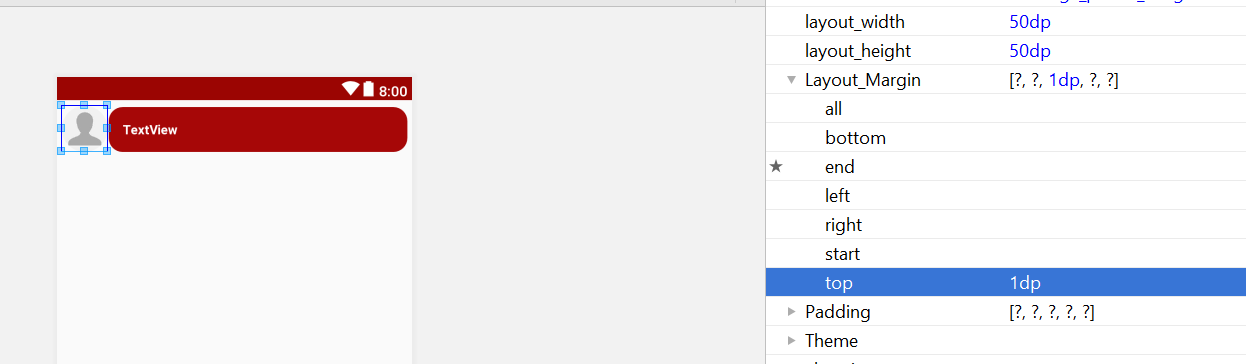 layout_width 50dp
layout_height 50dp
Layout_Margin [?, ?, 1dp, ?, ?]
8:00
all
TextView
bottom
end
left
right
start
top 1dp
Padding [?, ?, ?, ?, ?]
Theme